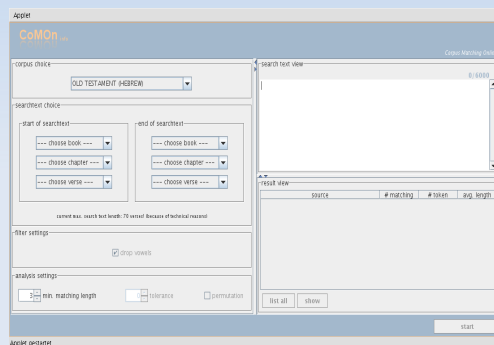 Applet
CoMOn
Corpus Matching Online
corpus choice
OLD TESTAMENT (HEBREW)
searchtext choice
start of searchtext
--- choose book ---
--- choose chapter ---
--- choose verse ---
end of searchtext
--- choose book ---
--- choose chapter ---
--- choose verse ---
current max. search text length: 70 verses! (because of technical reasons)
filter settings
drop vowels
analysis settings
3 min. matching length
tolerance
permutation
search text view
0/6000
result view
source # matching # token avg. length
list all show
start
Applet gestartet